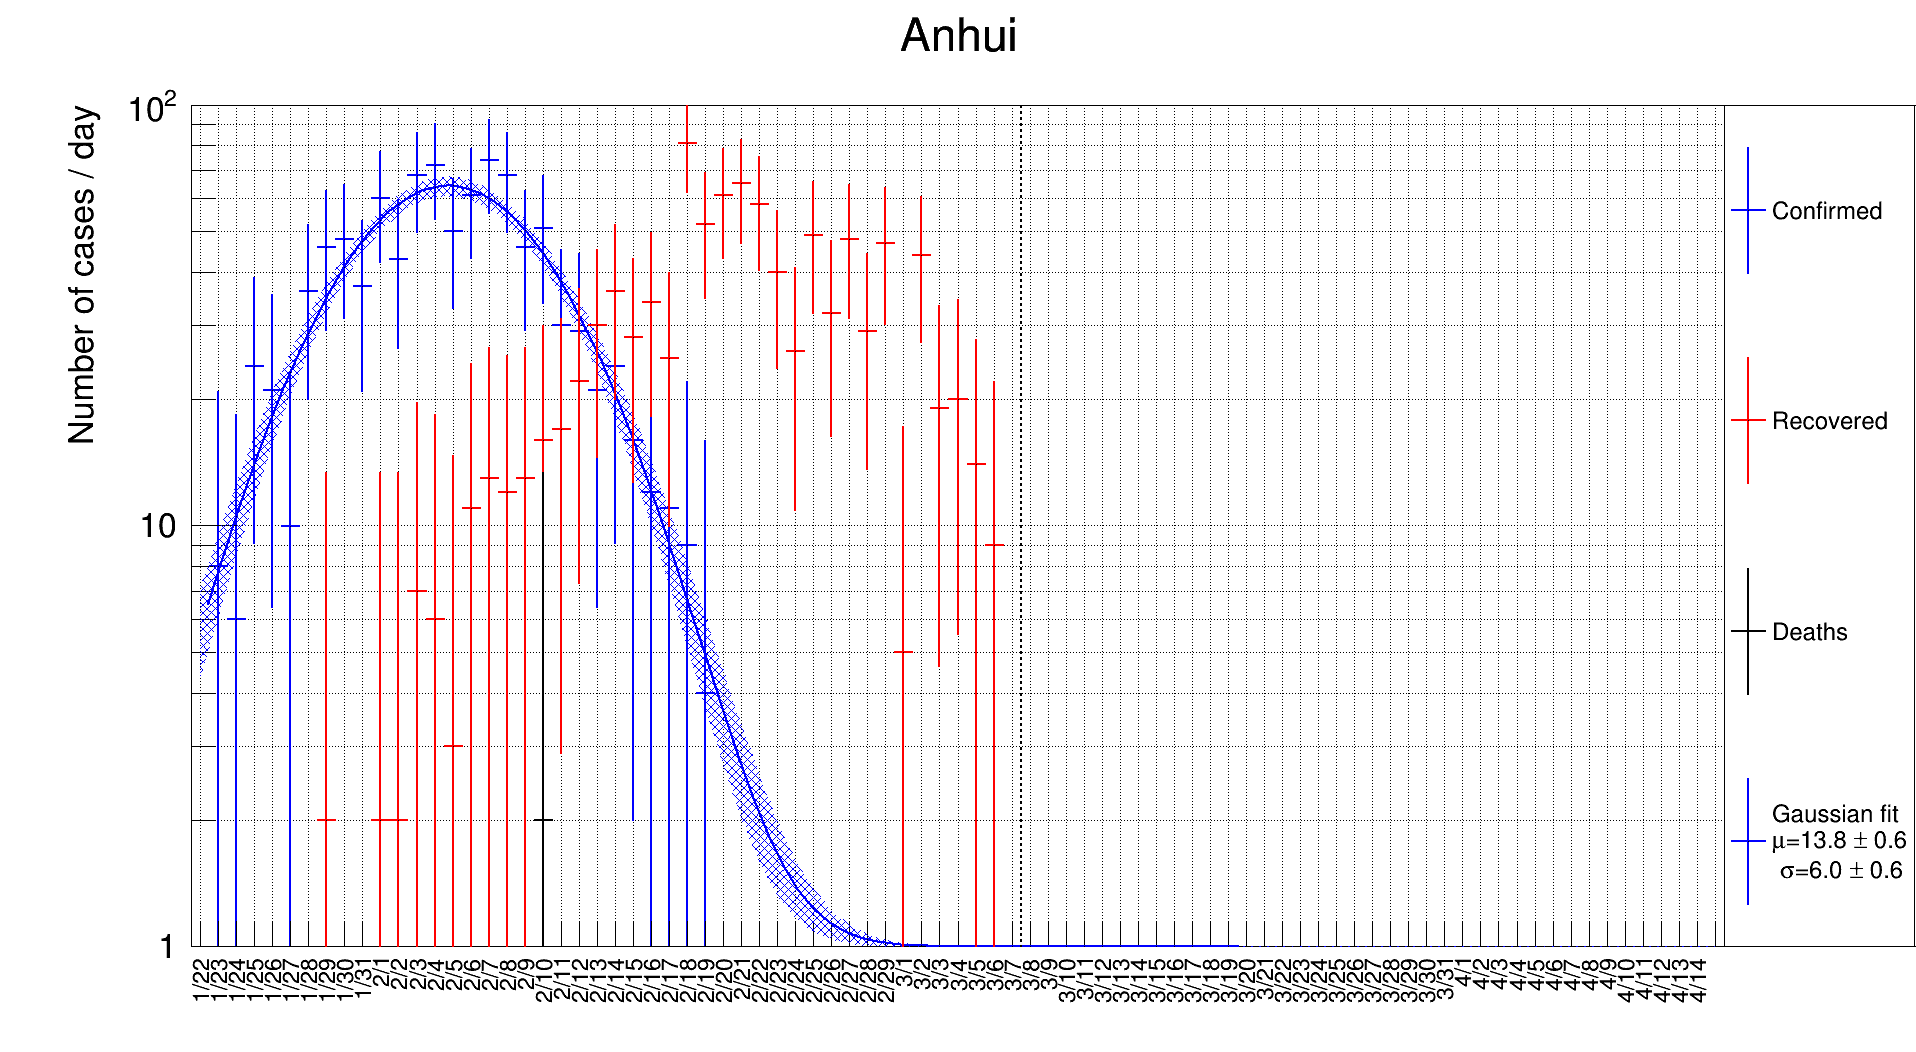 Anhui
Number of cases / day
10²
10
1
1/22 1/23 1/24 1/25 1/26 1/27 1/28 1/29 1/30 1/31 2/1 2/2 2/3 2/4 2/5 2/6 2/7 2/8 2/9 2/10 2/11 2/12 2/13 2/14 2/15 2/16 2/17 2/18 2/19 2/20 2/21 2/22 2/23 2/24 2/25 2/26 2/27 2/28 2/29 3/1 3/2 3/3 3/4 3/5 3/6 3/7 3/8 3/9 3/10 3/11 3/12 3/13 3/14 3/15 3/16 3/17 3/18 3/19 3/20 3/21 3/22 3/23 3/24 3/25 3/26 3/27 3/28 3/29 3/30 3/31 4/1 4/2 4/3 4/4 4/5 4/6 4/7 4/8 4/9 4/10 4/11 4/12 4/13 4/14
Confirmed
Recovered
Deaths
Gaussian fit
μ=13.8 ± 0.6
σ=6.0 ± 0.6